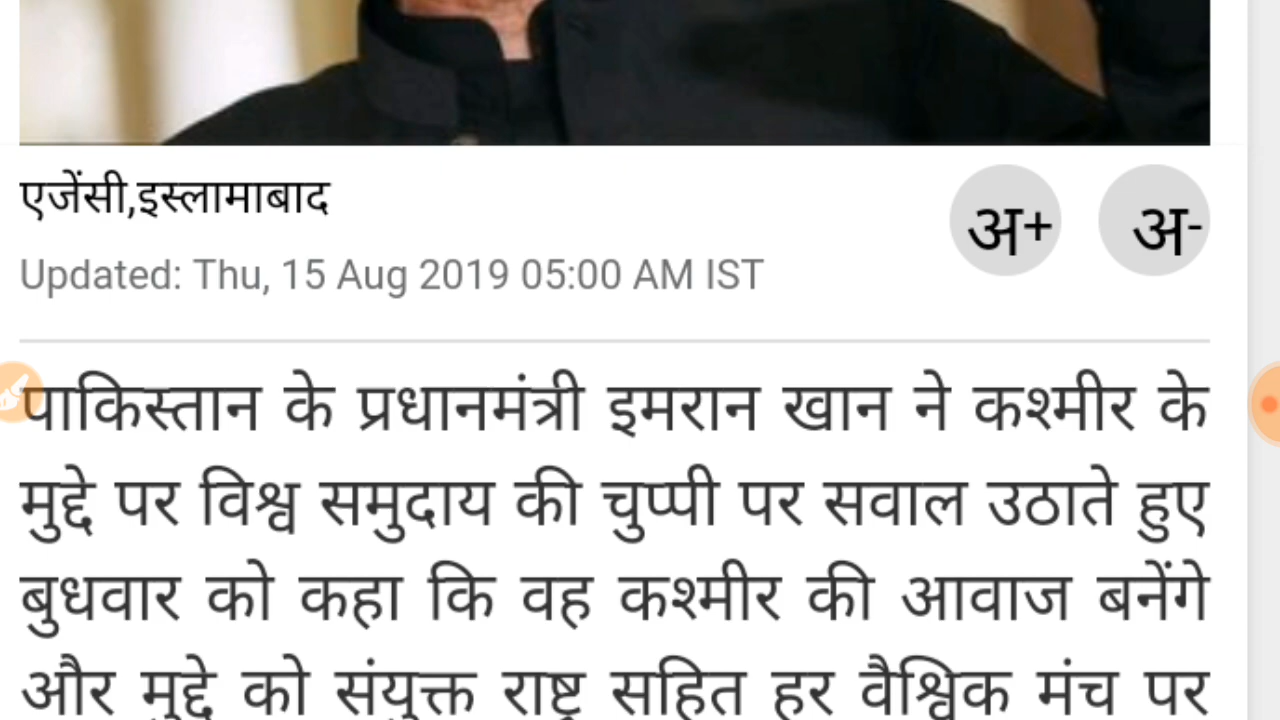 एजेंसी,इस्लामाबाद
अ+ अ-
Updated: Thu, 15 Aug 2019 05:00 AM IST
पाकिस्तान के प्रधानमंत्री इमरान खान ने कश्मीर के
मुद्दे पर विश्व समुदाय की चुप्पी पर सवाल उठाते हुए
बुधवार को कहा कि वह कश्मीर की आवाज बनेंगे
और मुद्दे को संयुक्त राष्ट्र सहित हर वैश्विक मंच पर